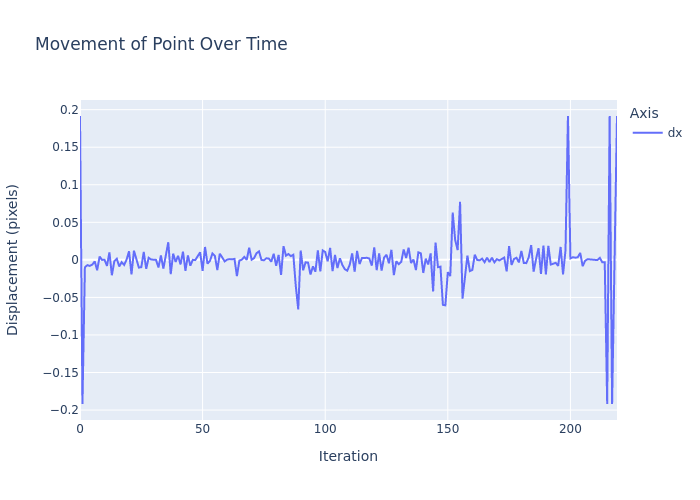 Movement of Point Over Time
Axis
dx
Displacement (pixels)
0.2
0.15
0.1
0.05
0
−0.05
−0.1
−0.15
−0.2
0 50 100 150 200
Iteration